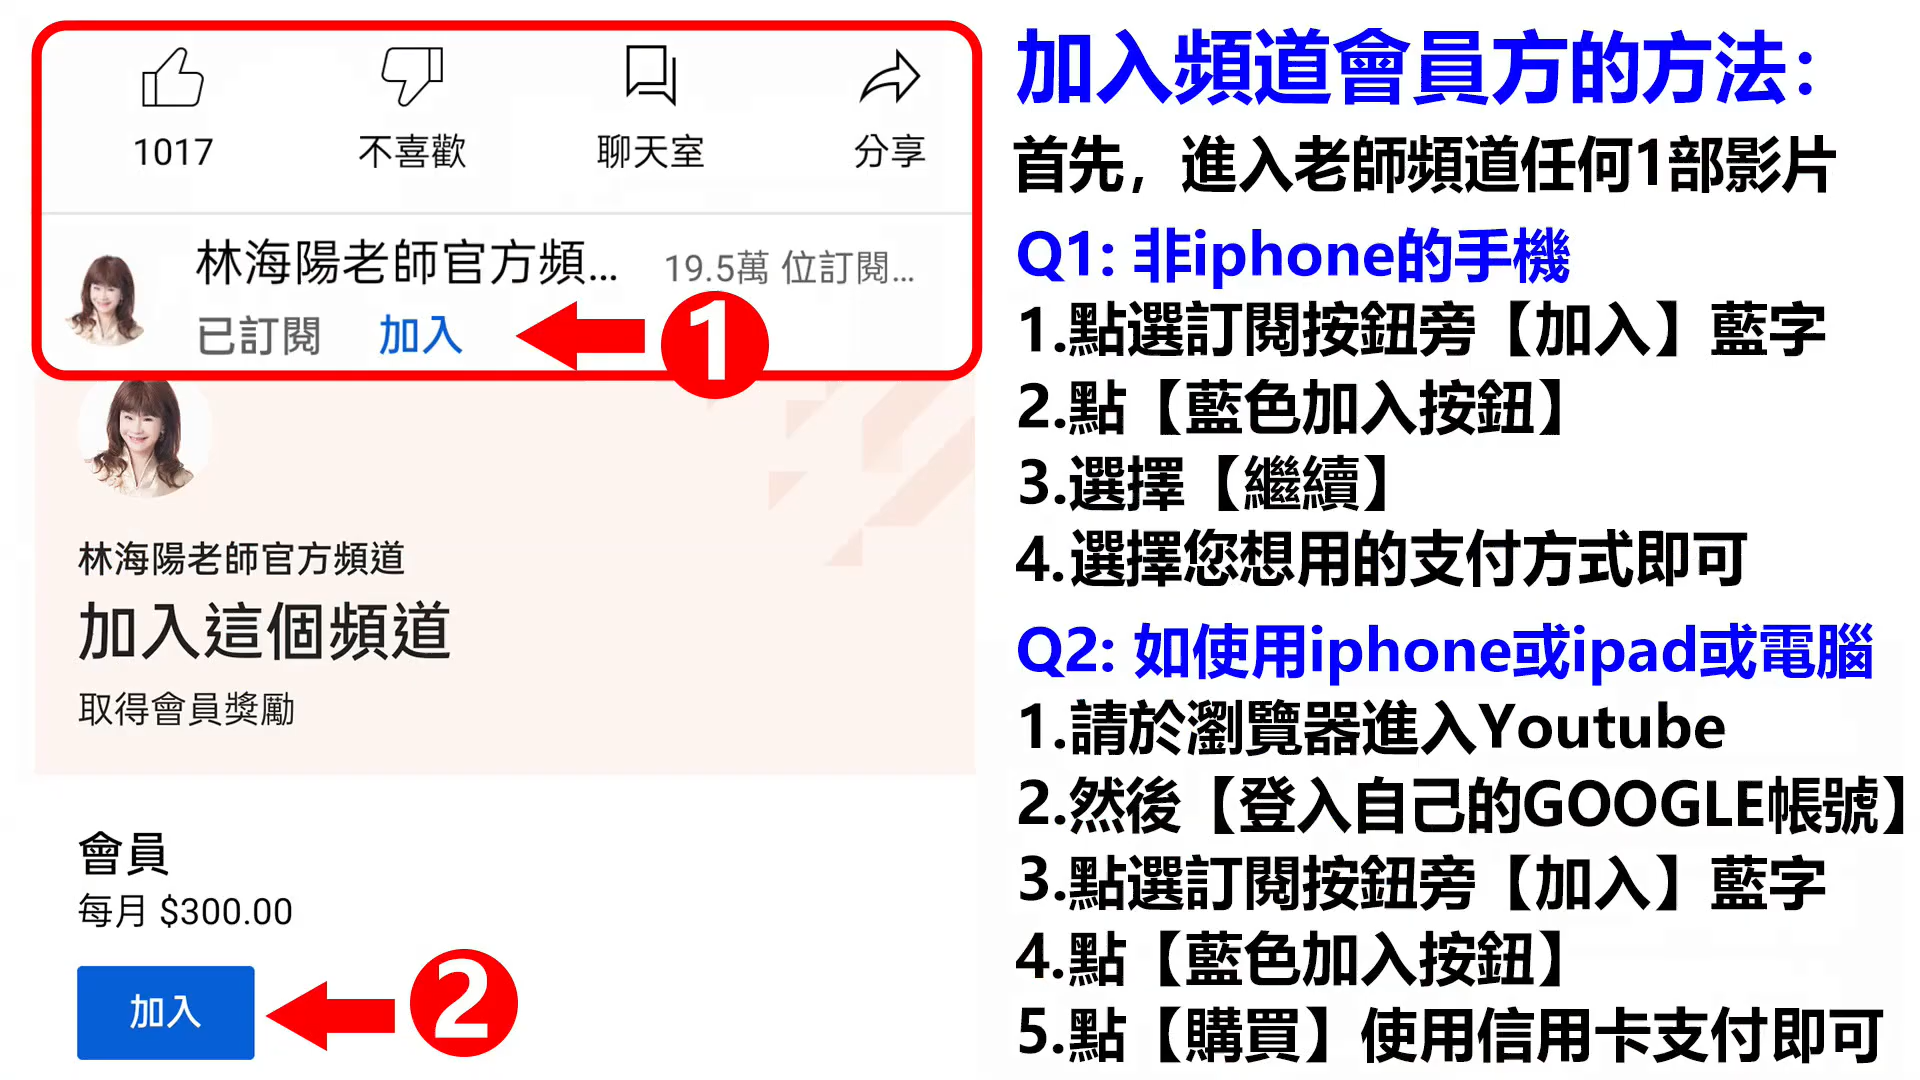 1017
不喜歡
聊天室
分享
林海陽老師官方頻...
19.5萬 位訂閱...
已訂閱
加入
1
林海陽老師官方頻道
加入這個頻道
取得會員獎勵
會員
每月 $300.00
加入
2
加入頻道會員方的方法：
首先，進入老師頻道任何1部影片
Q1: 非iphone的手機
1.點選訂閱按鈕旁【加入】藍字
2.點【藍色加入按鈕】
3.選擇【繼續】
4.選擇您想用的支付方式即可
Q2: 如使用iphone或ipad或電腦
1.請於瀏覽器進入Youtube
2.然後【登入自己的GOOGLE帳號】
3.點選訂閱按鈕旁【加入】藍字
4.點【藍色加入按鈕】
5.點【購買】使用信用卡支付即可